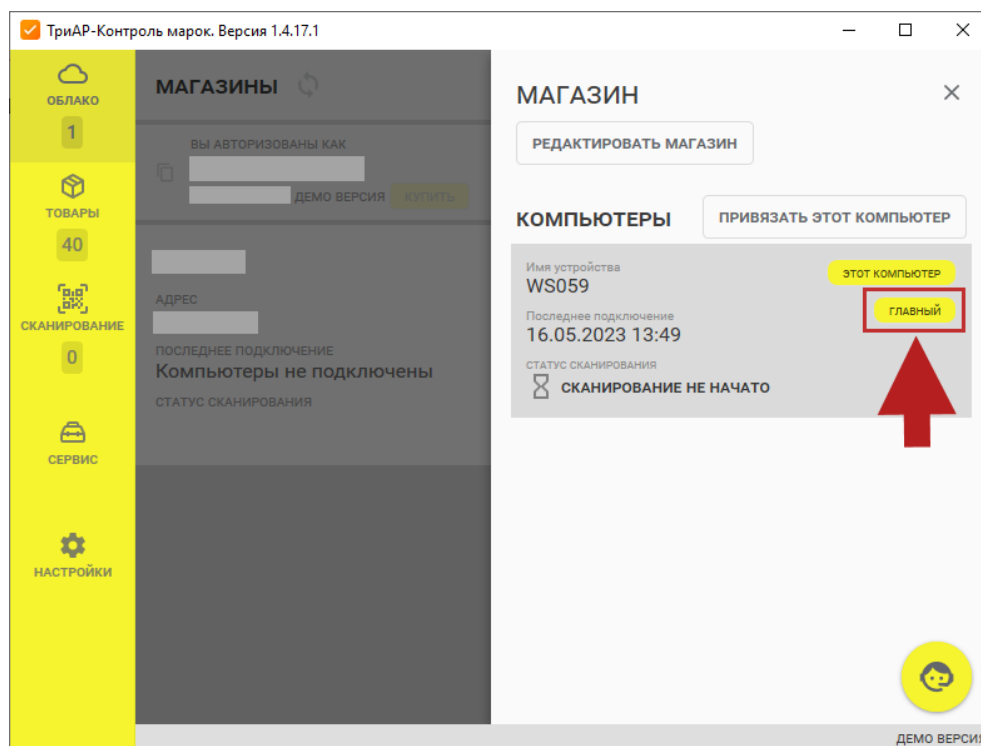 ТриАР-Контроль марок. Версия 1.4.17.1
ОБЛАКО
1
ТОВАРЫ
40
СКАНИРОВАНИЕ
0
СЕРВИС
НАСТРОЙКИ
МАГАЗИНЫ
ВЫ АВТОРИЗОВАНЫ КАК
ДЕМО ВЕРСИЯ КУПИТЬ
АДРЕС
ПОСЛЕДНЕЕ ПОДКЛЮЧЕНИЕ
Компьютеры не подключены
СТАТУС СКАНИРОВАНИЯ
МАГАЗИН
РЕДАКТИРОВАТЬ МАГАЗИН
КОМПЬЮТЕРЫ ПРИВЯЗАТЬ ЭТОТ КОМПЬЮТЕР
Имя устройства
WS059
ЭТОТ КОМПЬЮТЕР
ГЛАВНЫЙ
Последнее подключение
16.05.2023 13:49
СТАТУС СКАНИРОВАНИЯ
СКАНИРОВАНИЕ НЕ НАЧАТО
ДЕМО ВЕРСИЯ